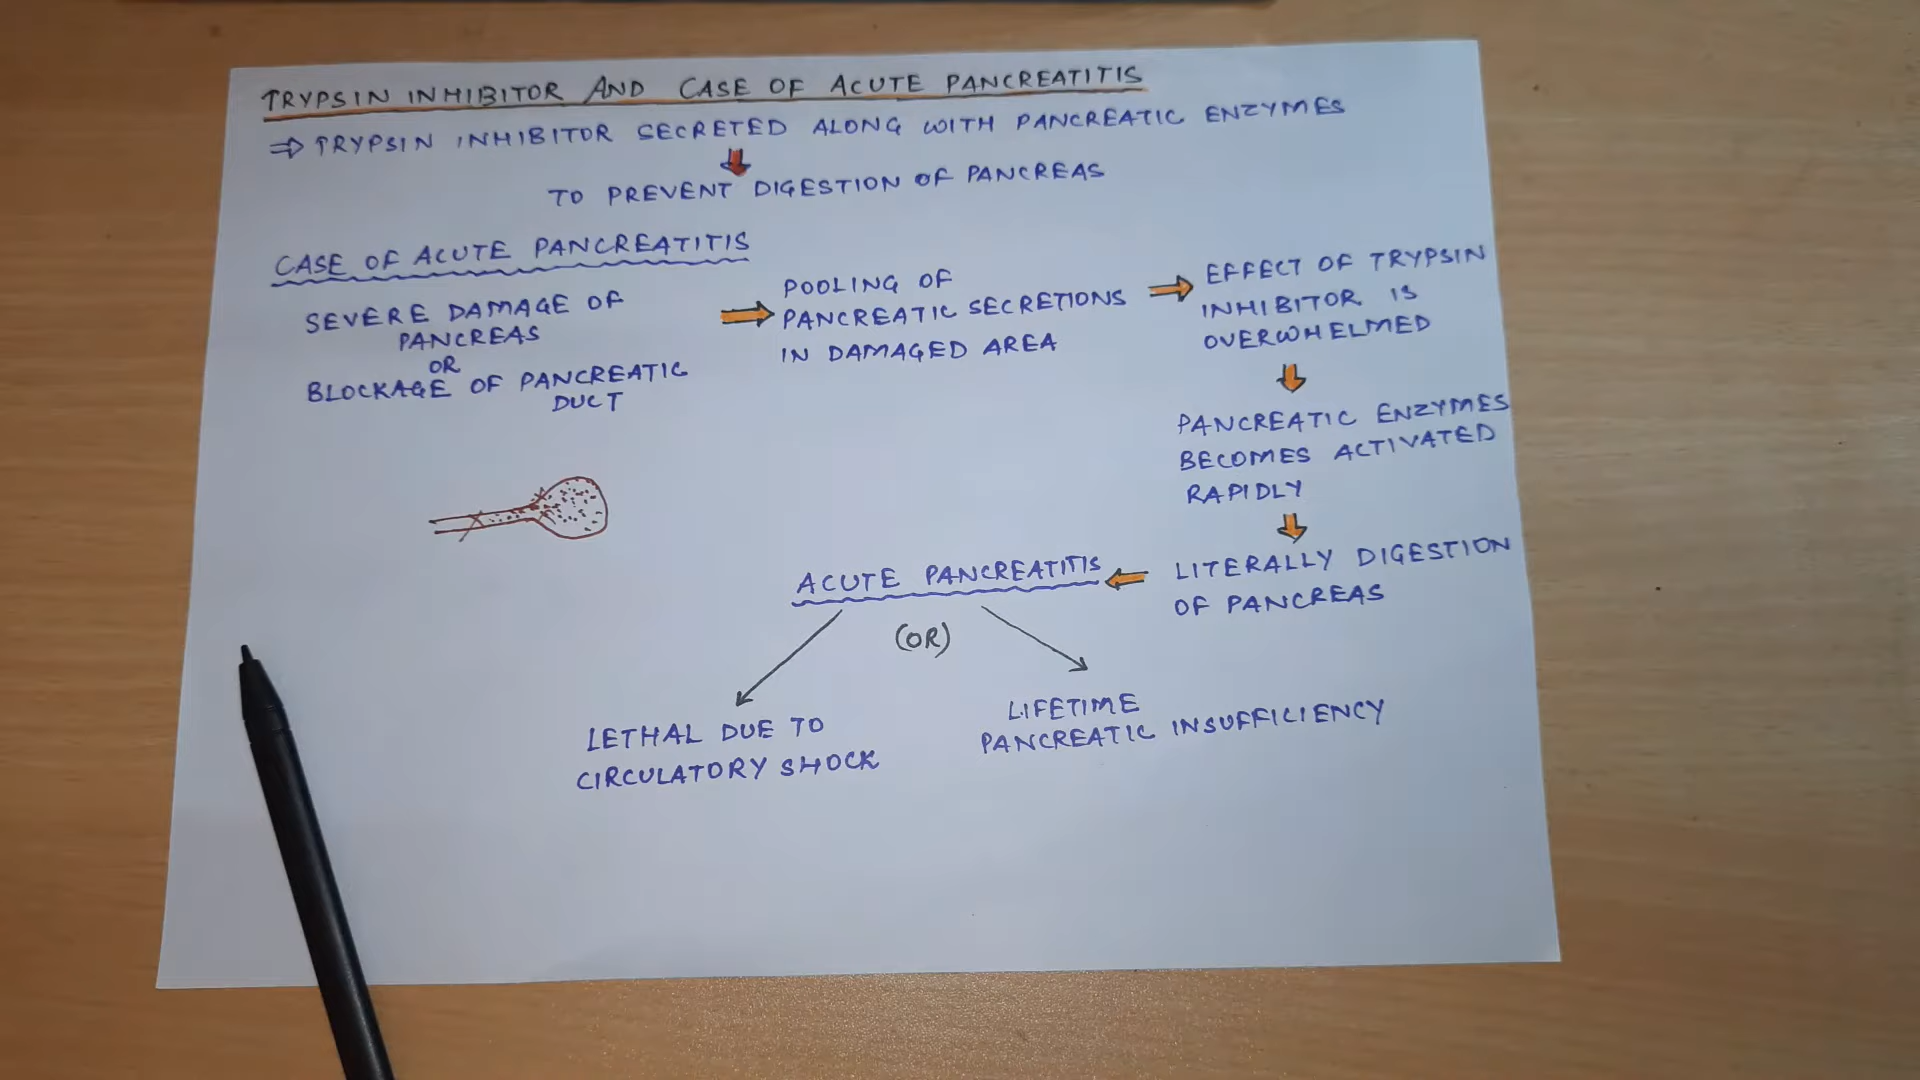 TRYPSIN INHIBITOR AND CASE OF ACUTE PANCREATITIS
⇒ TRYPSIN INHIBITOR SECRETED ALONG WITH PANCREATIC ENZYMES
TO PREVENT DIGESTION OF PANCREAS
CASE OF ACUTE PANCREATITIS
SEVERE DAMAGE OF
PANCREAS
OR
BLOCKAGE OF PANCREATIC
DUCT
POOLING OF
PANCREATIC SECRETIONS
IN DAMAGED AREA
EFFECT OF TRYPSIN
INHIBITOR IS
OVERWHELMED
PANCREATIC ENZYMES
BECOMES ACTIVATED
RAPIDLY
LITERALLY DIGESTION
OF PANCREAS
ACUTE PANCREATITIS
(OR)
LETHAL DUE TO
CIRCULATORY SHOCK
LIFETIME
PANCREATIC INSUFFICIENCY